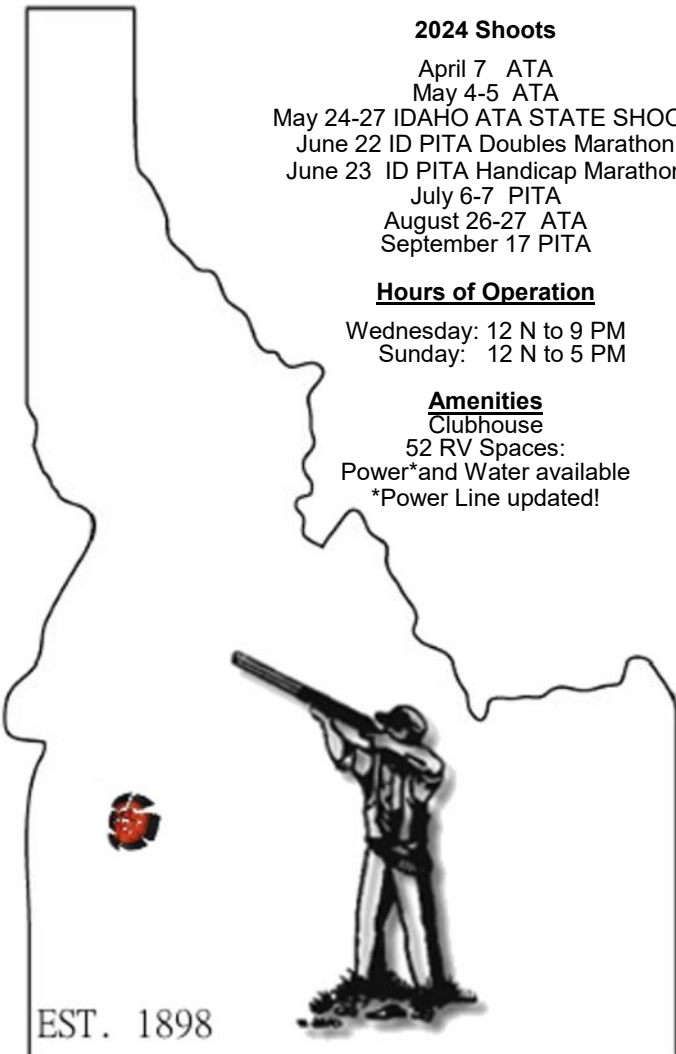 2024 Shoots
April 7 ATA
May 4-5 ATA
May 24-27 IDAHO ATA STATE
June 22 ID PITA Doubles Marathon
June 23 ID PITA Handicap
July 6-7 PITA
August 26-27 ATA
September 17 PITA
Hours of Operation
Wednesday: 12 N to 9 PM
Sunday: 12 N to 5 PM
Amenities
Clubhouse
52 RV Spaces:
Power*and Water available
*Power Line updated!
EST. 1898